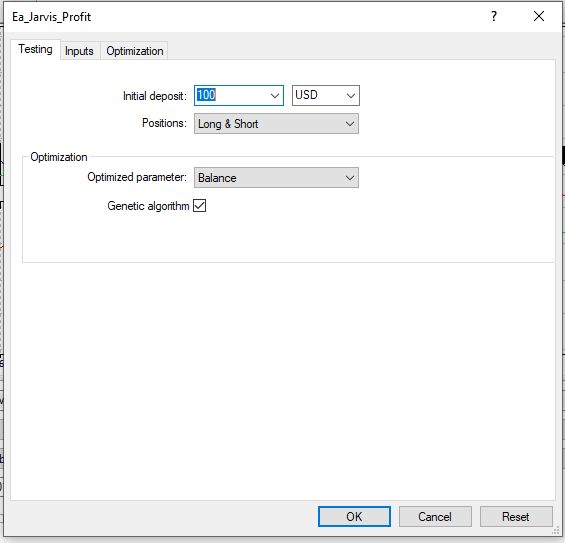 Ea_Jarvis_Profit
?
Testing Inputs Optimization
Initial deposit: 100 USD
Positions: Long & Short
Optimization
Optimized parameter: Balance
Genetic algorithm
OK Cancel Reset